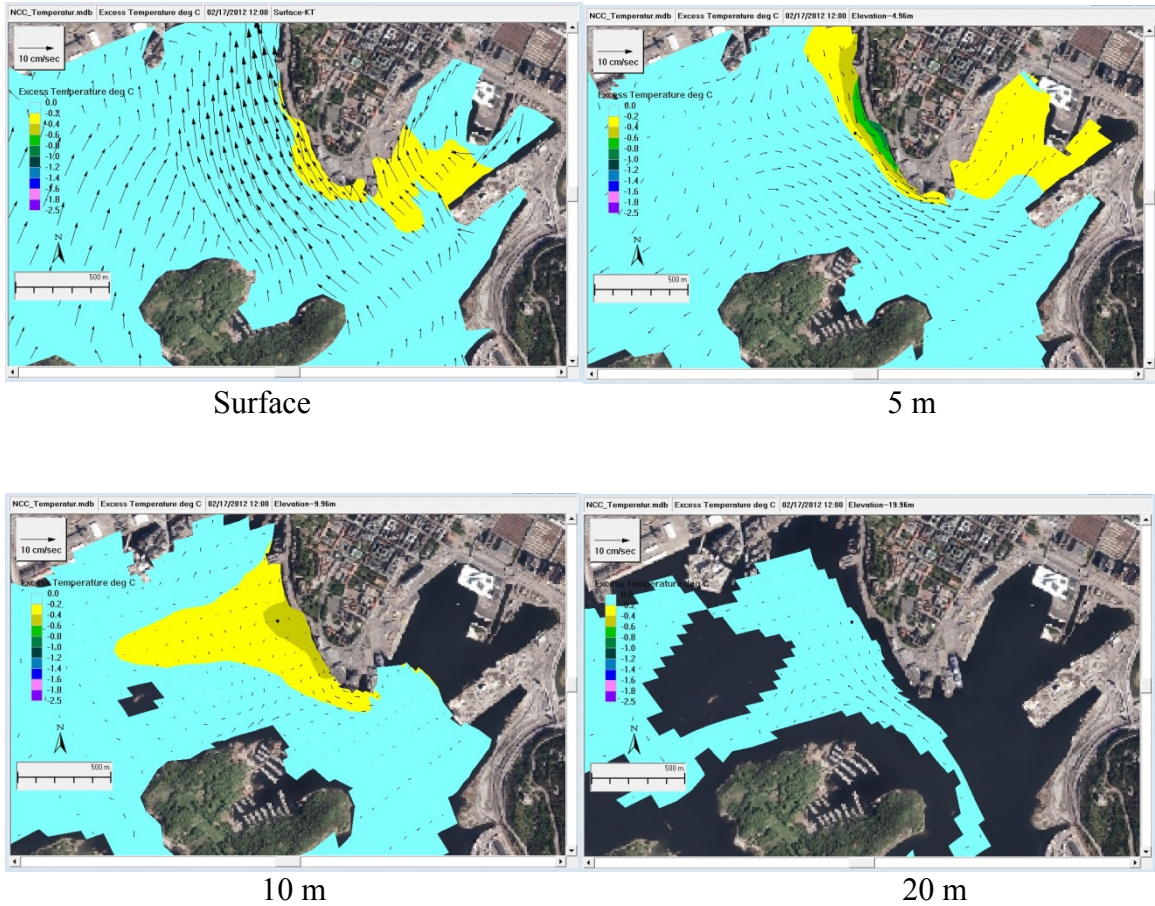 NCC_Temperatur.mdb Excess Temperature deg C 02/17/2012 12:00 Surface-KT
10 cm/sec
Excess Temperature deg C
0.0
-0.2
-0.4
-0.6
-0.8
-1.0
-1.2
-1.4
-1.6
-1.8
-2.5
N
500 m.
Surface
NCC_Temperatur.mdb Excess Temperature deg C 02/17/2012 12:00 Elevation-4.96m
10 cm/sec
Excess Temperature deg C
0.0
-0.2
-0.4
-0.6
-0.8
-1.0
-1.2
-1.4
-1.6
-1.8
-2.5
N
500 m.
5 m
NCC_Temperatur.mdb Excess Temperature deg C 02/17/2012 12:00 Elevation-9.96m
10 cm/sec
Excess Temperature deg C
0.0
-0.2
-0.4
-0.6
-0.8
-1.0
-1.2
-1.4
-1.6
-1.8
-2.5
N
500 m.
10 m
NCC_Temperatur.mdb Excess Temperature deg C 02/17/2012 12:00 Elevation-19.96m
10 cm/sec
Excess Temperature deg C
0.0
-0.2
-0.4
-0.6
-0.8
-1.0
-1.2
-1.4
-1.6
-1.8
-2.5
N
500 m.
20 m